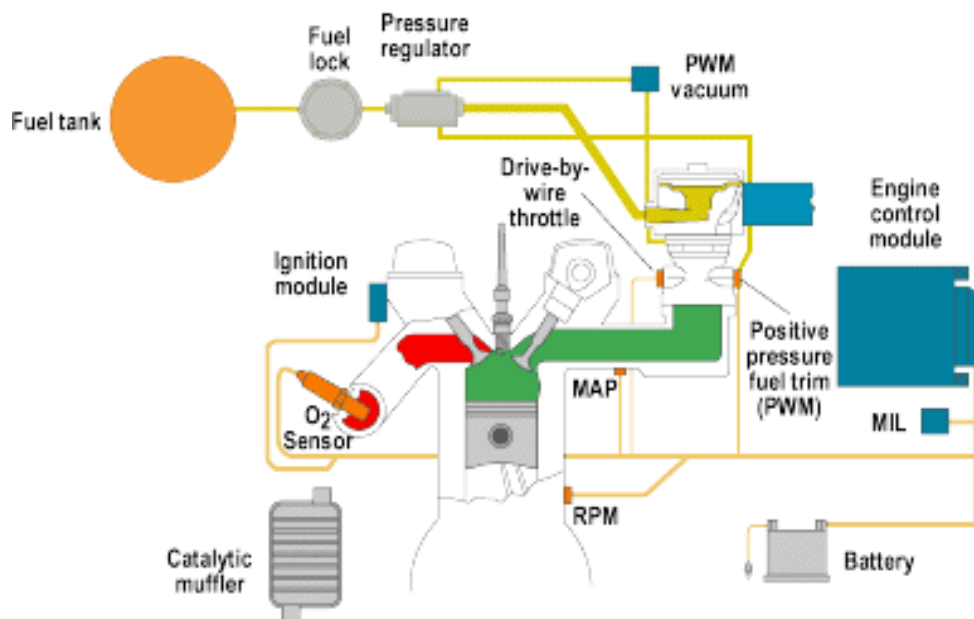 Fuel tank
Fuel
lock
Pressure
regulator
PWM
vacuum
Drive-by-
wire
throttle
Engine
control
module
Ignition
module
Positive
pressure
fuel trim
(PWM)
MAP
MIL
O2
Sensor
RPM
Catalytic
muffler
Battery